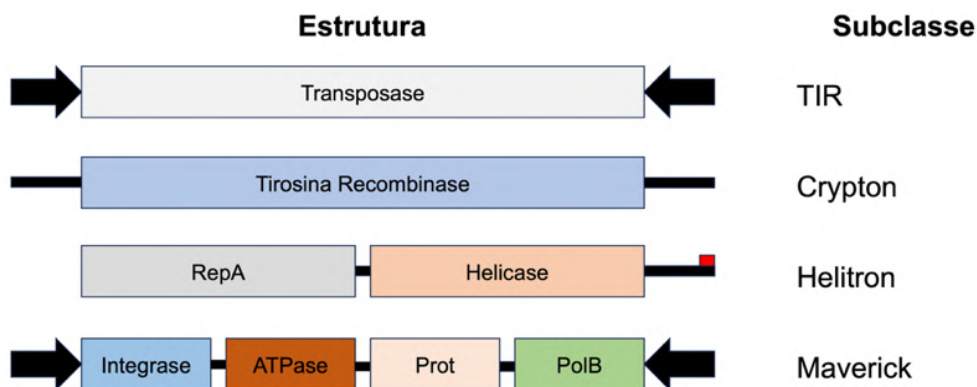 Estrutura Subclasse
Transposase TIR
Tirosina Recombinase Crypton
RepA Helicase Helitron
Integrase ATPase Prot PolB Maverick